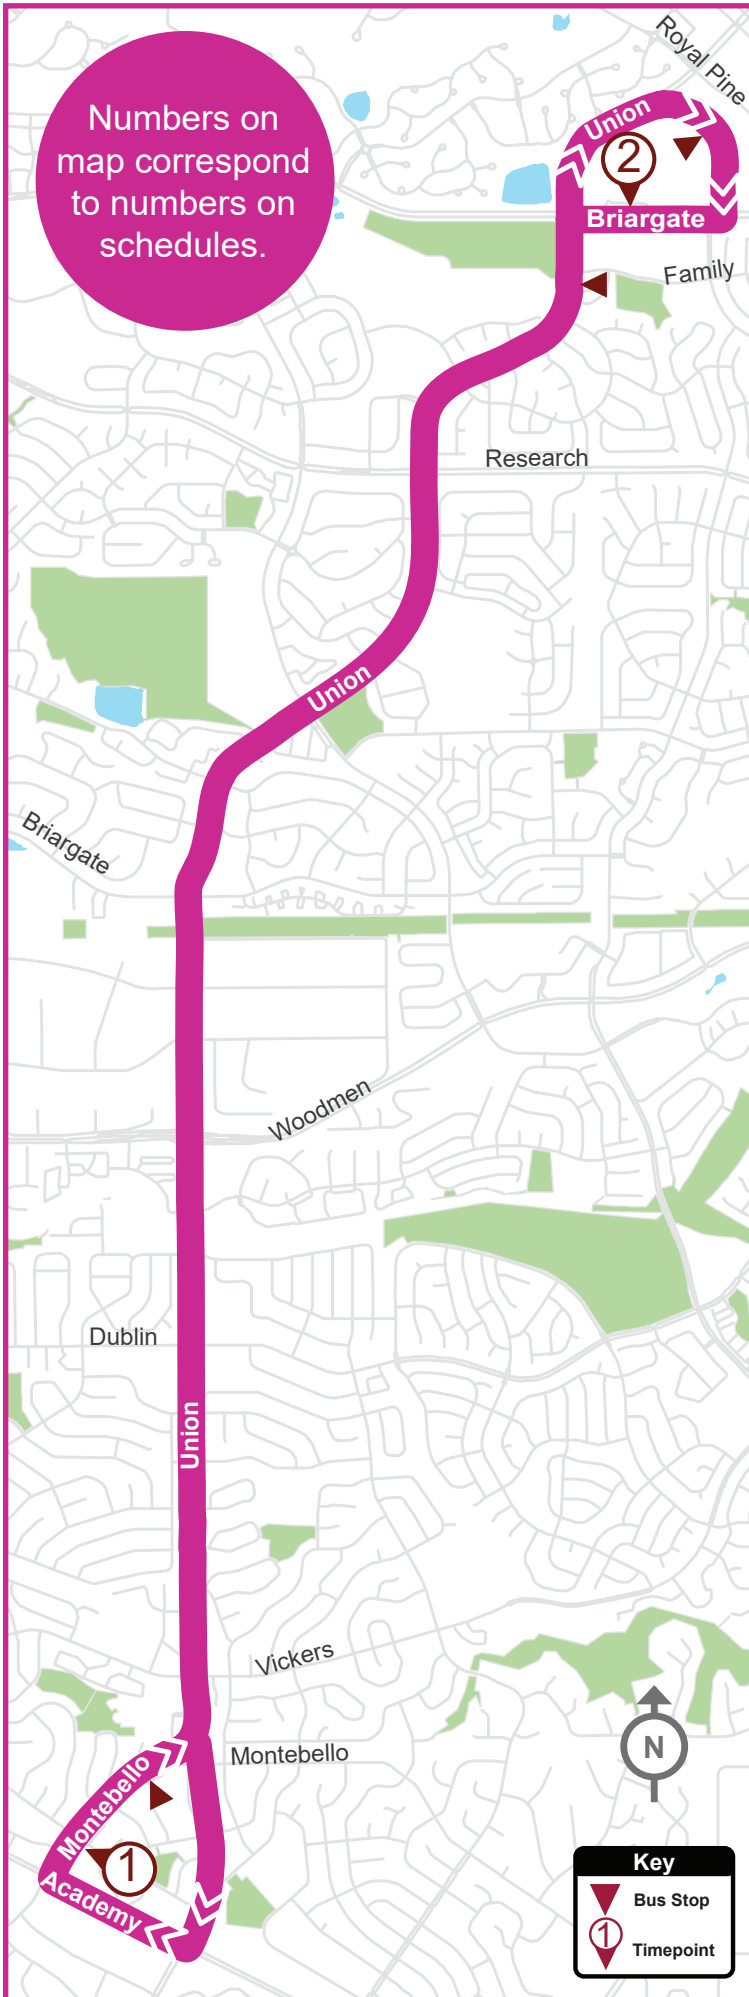 Numbers on
map correspond
to numbers on
schedules.
Royal Pine
Union
2
Briargate
Family
Research
Union
Briargate
Woodmen
Dublin
Union
Vickers
Montebello
Montebello
1
Academy
N
Key
Bus Stop
1
Timepoint